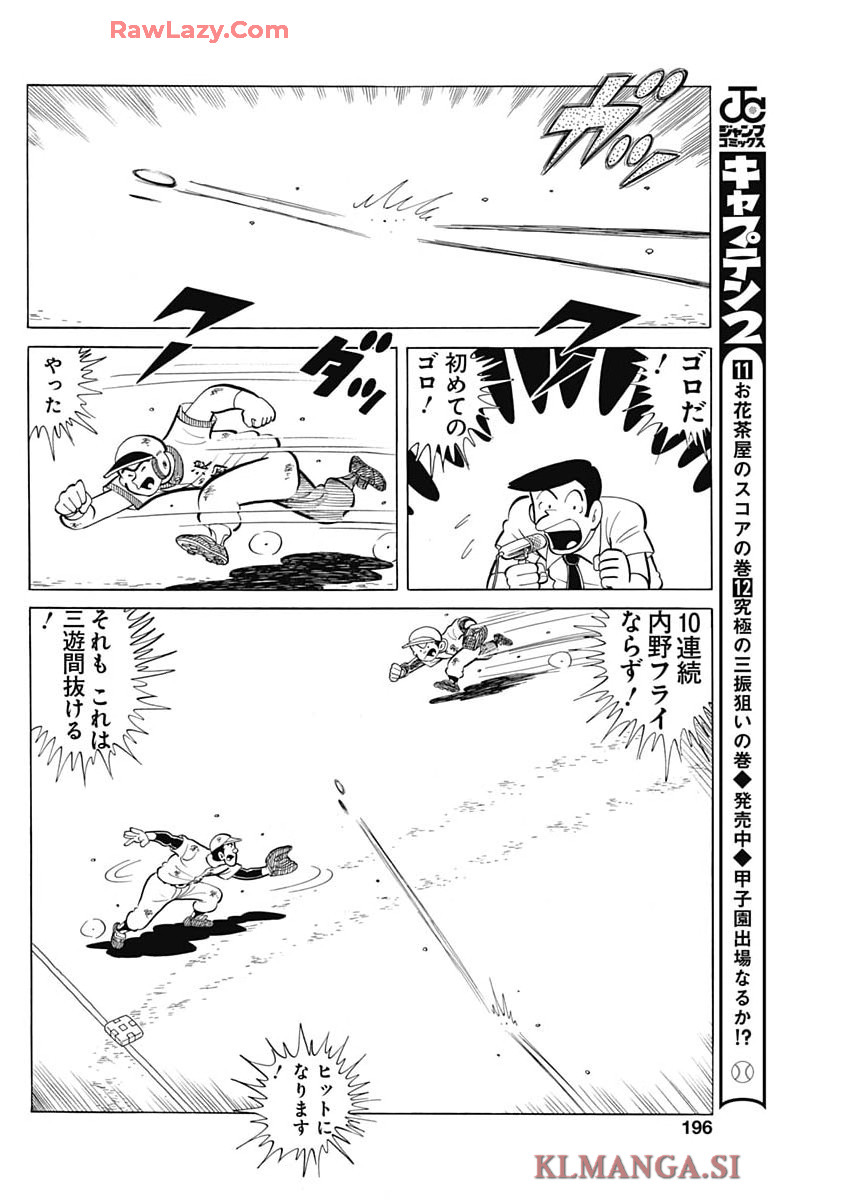 RawLazy.Com
JC
ジャンプ
コミックス
キャプテン2
11お花茶屋のスコアの巻12究極の三振狙いの巻◆発売中◆甲子園出場なるか!?
ガガッ
ゴロだ
!
初めての
ゴロ!
ダッ
やった
10連続
内野フライ
ならず!
それも これは
三遊間抜ける
!
ヒットに
なります
!
196
KLMANGA.SI